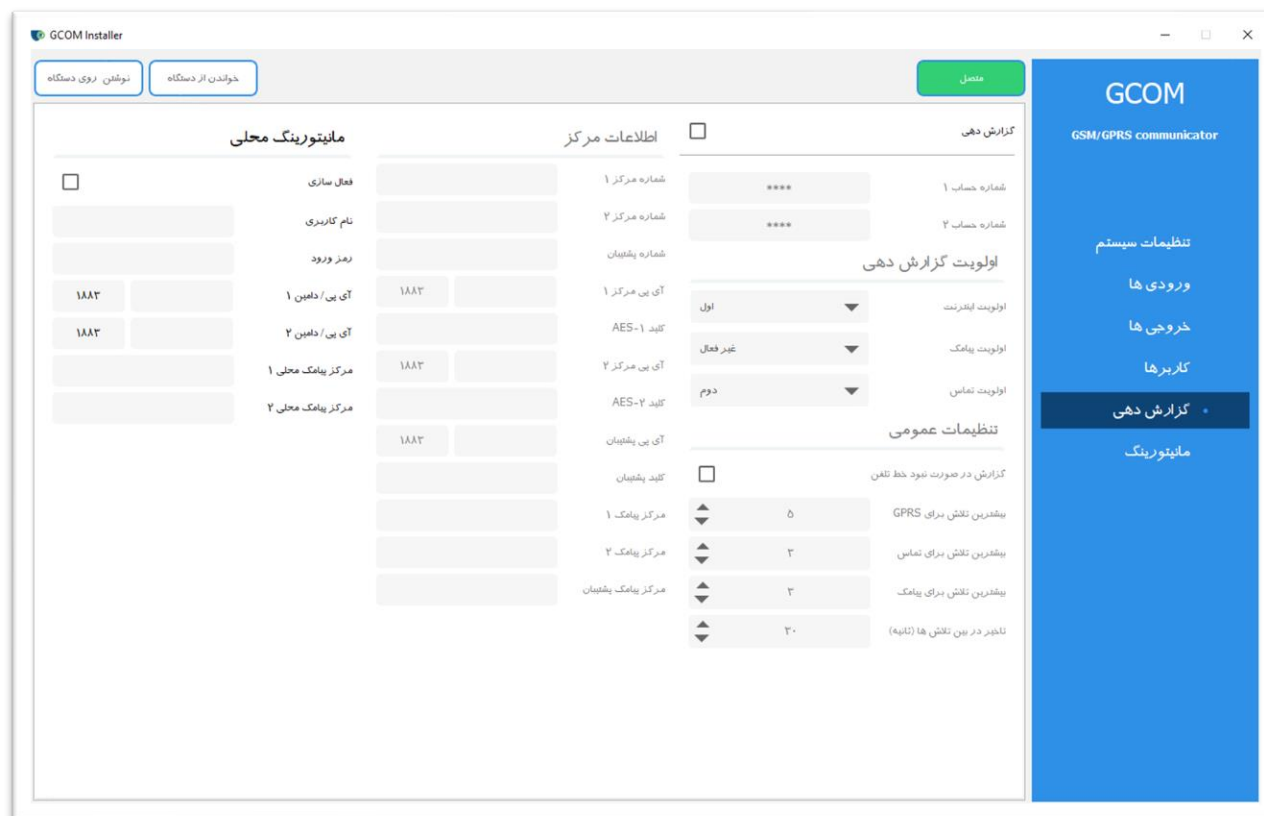 GCOM Installer
متصل
خواندن از دستگاه
نوشتن روی دستگاه
GCOM
GSM/GPRS communicator
تنظیمات سیستم
ورودی ها
خروجی ها
کاربرها
گزارش دهی
مانیتورینگ
گزارش دهی
شماره حساب ۱ ****
شماره حساب ۲ ****
اولویت گزارش دهی
اولویت اینترنت اول
اولویت پیامک غیر فعال
اولویت تماس دوم
تنظیمات عمومی
گزارش در صورت نبود خط تلفن
بیشترین تلاش برای GPRS ۵
بیشترین تلاش برای تماس ۳
بیشترین تلاش برای پیامک ۳
تاخیر در بین تلاش ها (ثانیه) ۳۰
اطلاعات مرکز
شماره مرکز ۱
شماره مرکز ۲
شماره پشتیبان
آی پی مرکز ۱ ۱۸۸۳
کلید AES-۱
آی پی مرکز ۲ ۱۸۸۳
کلید AES-۲
آی پی پشتیبان ۱۸۸۳
کلید پشتیبان
مرکز پیامک ۱
مرکز پیامک ۲
مرکز پیامک پشتیبان
مانیتورینگ محلی
فعال سازی
نام کاربری
رمز ورود
آی پی/ دامین ۱ ۱۸۸۳
آی پی/ دامین ۲ ۱۸۸۳
مرکز پیامک محلی ۱
مرکز پیامک محلی ۲